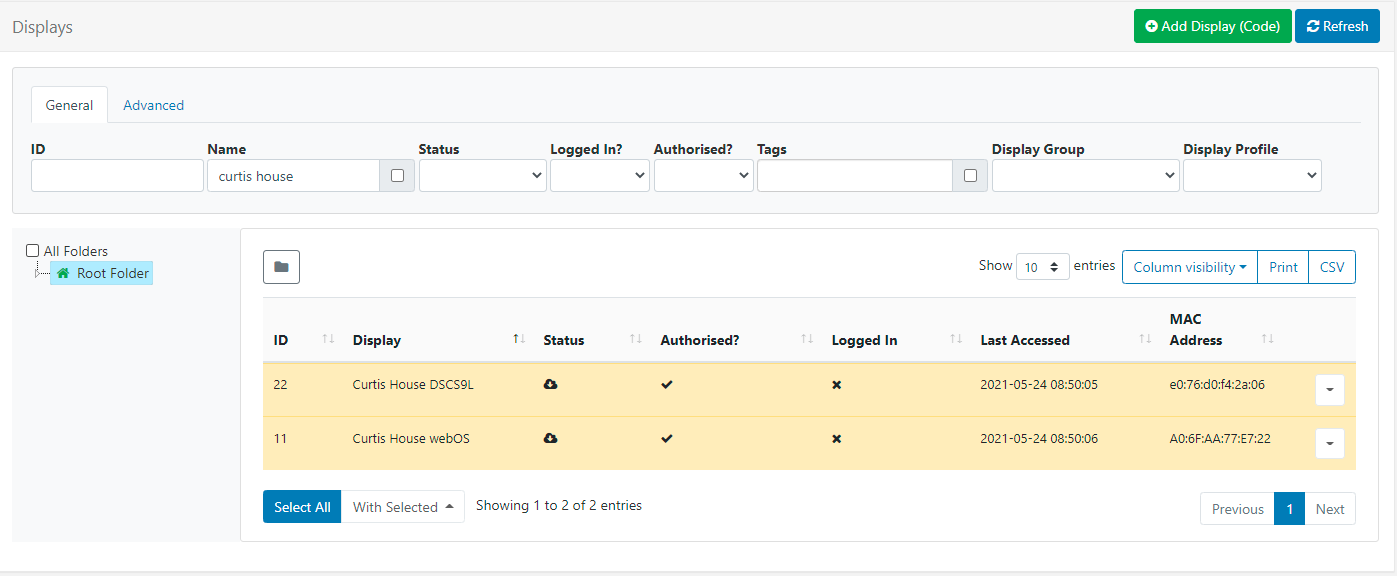 Displays
Add Display (Code) Refresh
General Advanced
ID Name Status Logged In? Authorised? Tags Display Group Display Profile
curtis house
All Folders
Root Folder
Show 10 entries Column visibility Print CSV
ID Display Status Authorised? Logged In Last Accessed MAC Address
22 Curtis House DSCS9L 2021-05-24 08:50:05 e0:76:d0:f4:2a:06
11 Curtis House webOS 2021-05-24 08:50:06 A0:6F:AA:77:E7:22
Select All With Selected Showing 1 to 2 of 2 entries Previous 1 Next